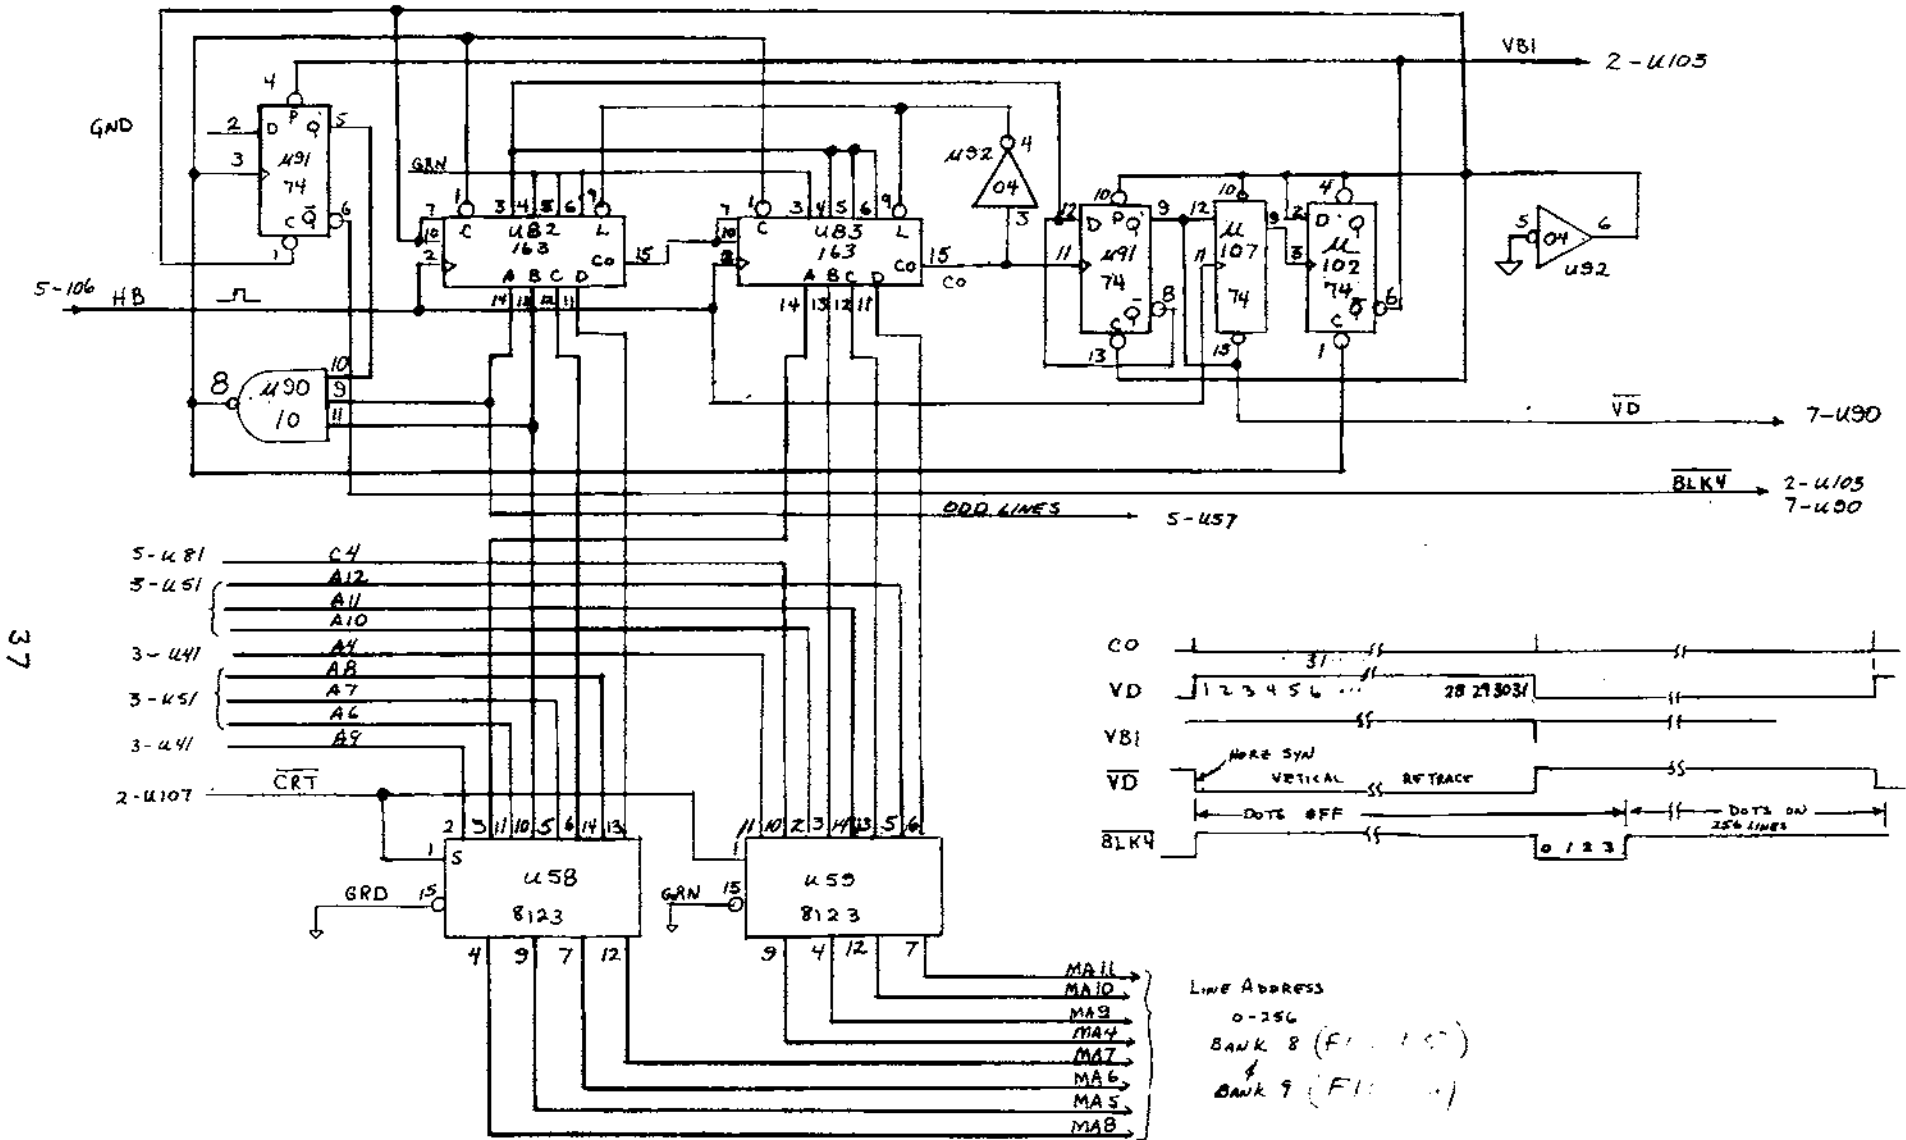 VBI
2-U103
4
P
5
2
D
Q
GND
3
U91
74
C
Q̅
6
1
GRN
1
3
4
5
6
9
7
10
2
C
U82
L
163
CO
15
A
B
C
D
14
13
12
11
1
3
4
5
6
9
7
10
2
C
U83
L
163
CO
15
CO
A
B
C
D
14
13
12
11
U92
4
04
3
10
12
D
P
Q
9
11
U91
74
Q̅
8
C
13
10
12
U
107
9
11
74
13
4
2
D
Q
3
U
102
74
Q̅
6
C
1
5
04
6
U92
5-106
HB
8
U90
10
10
9
11
V̅D̅
7-U90
B̅L̅K̅4̅
2-U103
7-U90
ODD LINES
5-U57
5-U81
C4
3-U51
A12
A11
A10
3-U41
A4
A8
3-U51
A7
A6
3-U41
A9
2-U107
C̅R̅T̅
2
3
11
10
5
6
14
13
1
S
U58
8123
GRD
15
4
9
7
12
11
10
2
3
14
13
5
6
1
U59
8123
GRN
15
9
4
12
7
MA11
MA10
MA9
MA4
MA7
MA6
MA5
MA8
LINE ADDRESS
0-256
BANK 8
&
BANK 9
CO
31
VD
1 2 3 4 5 6 ... 28 29 30 31
VBI
HORZ SYN
V̅D̅
VETICAL RETRACE
DOTS OFF
DOTS ON
256 LINES
B̅L̅K̅4̅
0 1 2 3
37